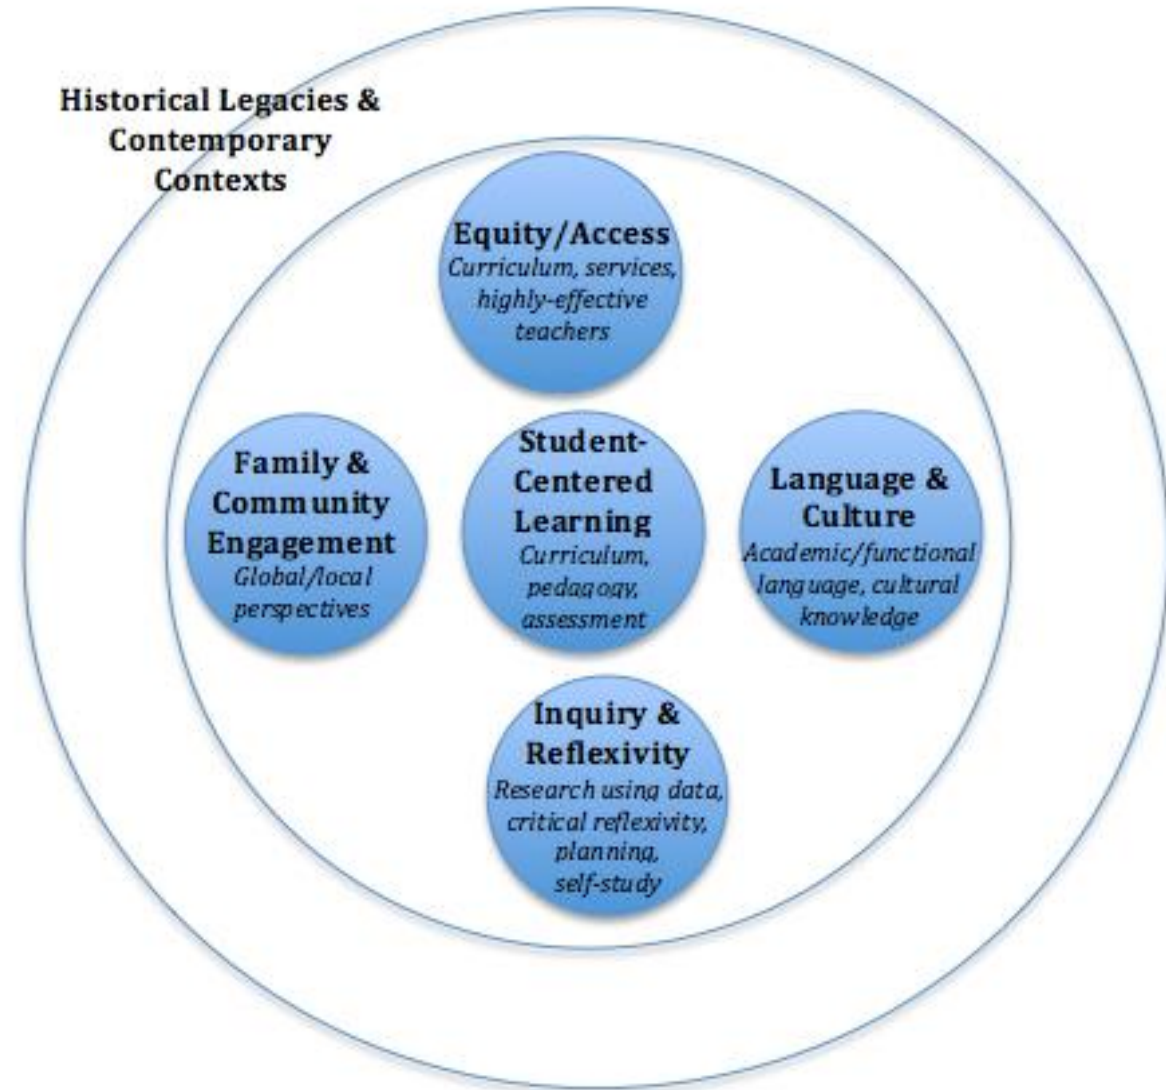 Historical Legacies &
Contemporary
Contexts
Equity/Access
Curriculum, services,
highly-effective
teachers
Family &
Community
Engagement
Global/local
perspectives
Student-
Centered
Learning
Curriculum,
pedagogy,
assessment
Language &
Culture
Academic/functional
language, cultural
knowledge
Inquiry &
Reflexivity
Research using data,
critical reflexivity,
planning,
self-study